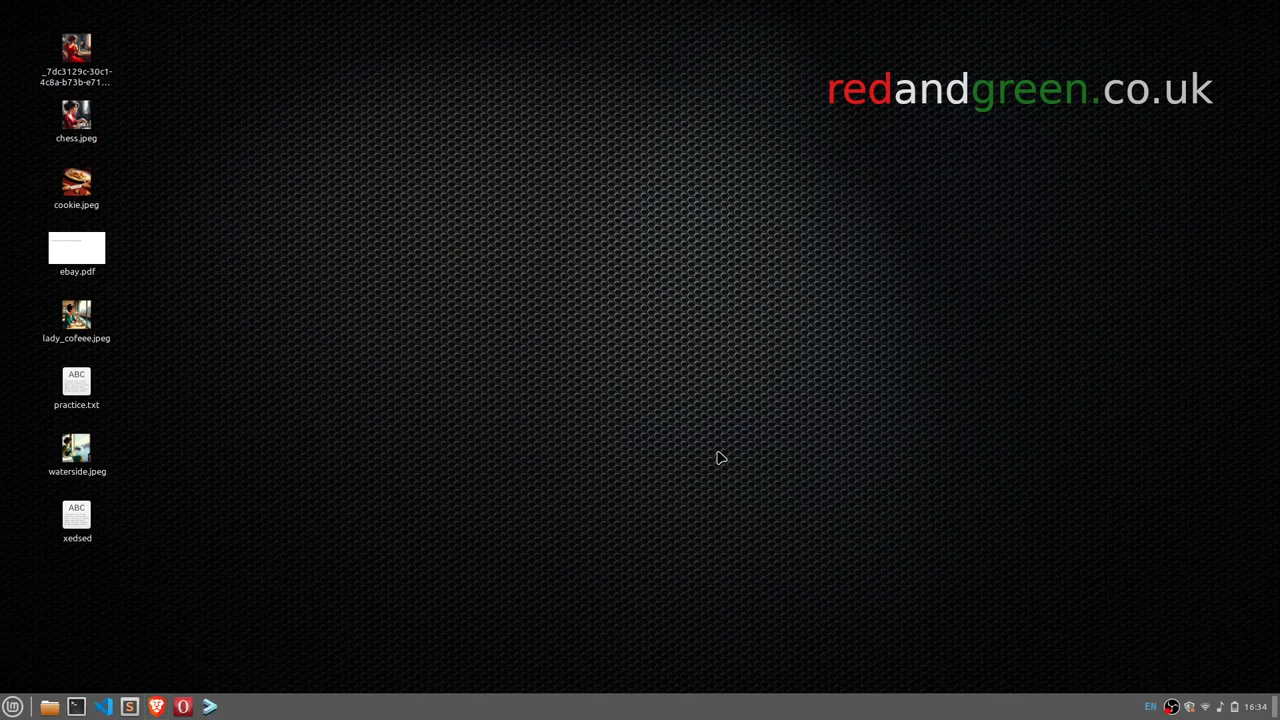 redandgreen.co.uk
_7dc3129c-30c1-
4c8a-b73b-e71...
chess.jpeg
cookie.jpeg
ebay.pdf
lady_cofeee.jpeg
ABC
practice.txt
waterside.jpeg
ABC
xedsed
EN
16:34